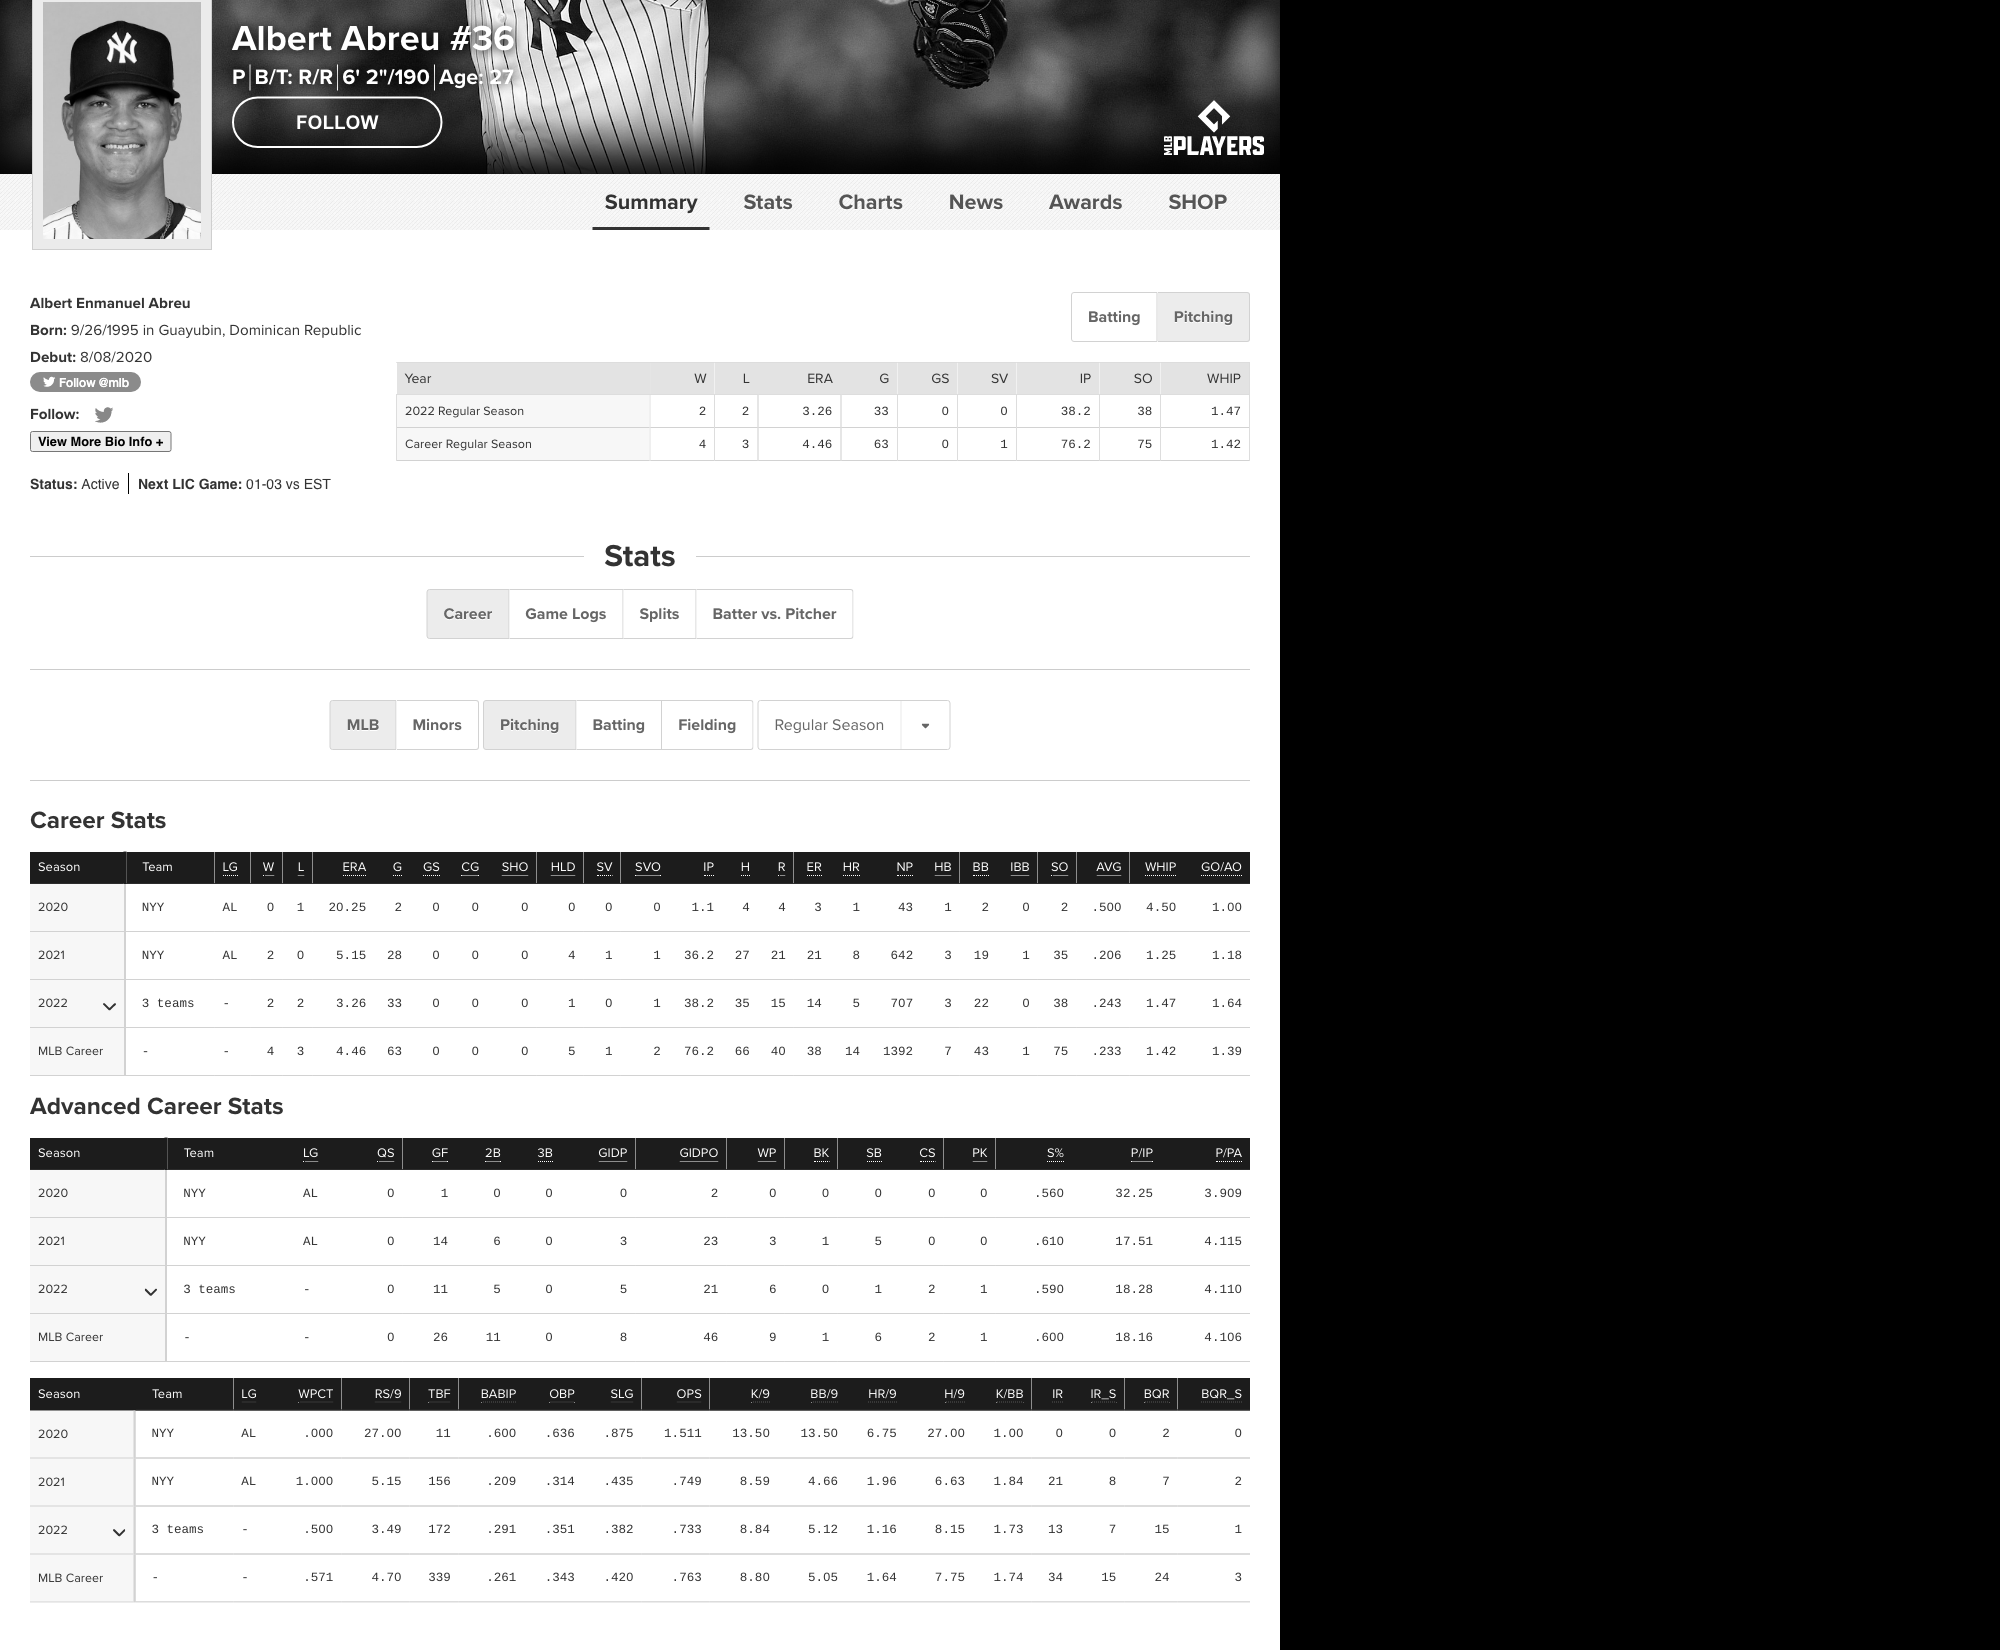 Albert Abreu #36
P B/T: R/R 6' 2"/190 Age: 27
FOLLOW
MLB PLAYERS
Summary Stats Charts News Awards SHOP
Albert Enmanuel Abreu
Born: 9/26/1995 in Guayubin, Dominican Republic
Debut: 8/08/2020
Follow @mlb
Follow:
View More Bio Info +
Status: Active Next LIC Game: 01-03 vs EST
Batting Pitching
Year W L ERA G GS SV IP SO WHIP
2022 Regular Season 2 2 3.26 33 0 0 38.2 38 1.47
Career Regular Season 4 3 4.46 63 0 1 76.2 75 1.42
Stats
Career Game Logs Splits Batter vs. Pitcher
MLB Minors Pitching Batting Fielding Regular Season
Career Stats
Season Team LG W L ERA G GS CG SHO HLD SV SVO IP H R ER HR NP HB BB IBB SO AVG WHIP GO/AO
2020 NYY AL 0 1 20.25 2 0 0 0 0 0 0 1.1 4 4 3 1 43 1 2 0 2 .500 4.50 1.00
2021 NYY AL 2 0 5.15 28 0 0 0 4 1 1 36.2 27 21 21 8 642 3 19 1 35 .206 1.25 1.18
2022 3 teams - 2 2 3.26 33 0 0 0 1 0 1 38.2 35 15 14 5 707 3 22 0 38 .243 1.47 1.64
MLB Career - - 4 3 4.46 63 0 0 0 5 1 2 76.2 66 40 38 14 1392 7 43 1 75 .233 1.42 1.39
Advanced Career Stats
Season Team LG QS GF 2B 3B GIDP GIDPO WP BK SB CS PK S% P/IP P/PA
2020 NYY AL 0 1 0 0 0 2 0 0 0 0 0 .560 32.25 3.909
2021 NYY AL 0 14 6 0 3 23 3 1 5 0 0 .610 17.51 4.115
2022 3 teams - 0 11 5 0 5 21 6 0 1 2 1 .590 18.28 4.110
MLB Career - - 0 26 11 0 8 46 9 1 6 2 1 .600 18.16 4.106
Season Team LG WPCT RS/9 TBF BABIP OBP SLG OPS K/9 BB/9 HR/9 H/9 K/BB IR IR_S BQR BQR_S
2020 NYY AL .000 27.00 11 .600 .636 .875 1.511 13.50 13.50 6.75 27.00 1.00 0 0 2 0
2021 NYY AL 1.000 5.15 156 .209 .314 .435 .749 8.59 4.66 1.96 6.63 1.84 21 8 7 2
2022 3 teams - .500 3.49 172 .291 .351 .382 .733 8.84 5.12 1.16 8.15 1.73 13 7 15 1
MLB Career - - .571 4.70 339 .261 .343 .420 .763 8.80 5.05 1.64 7.75 1.74 34 15 24 3